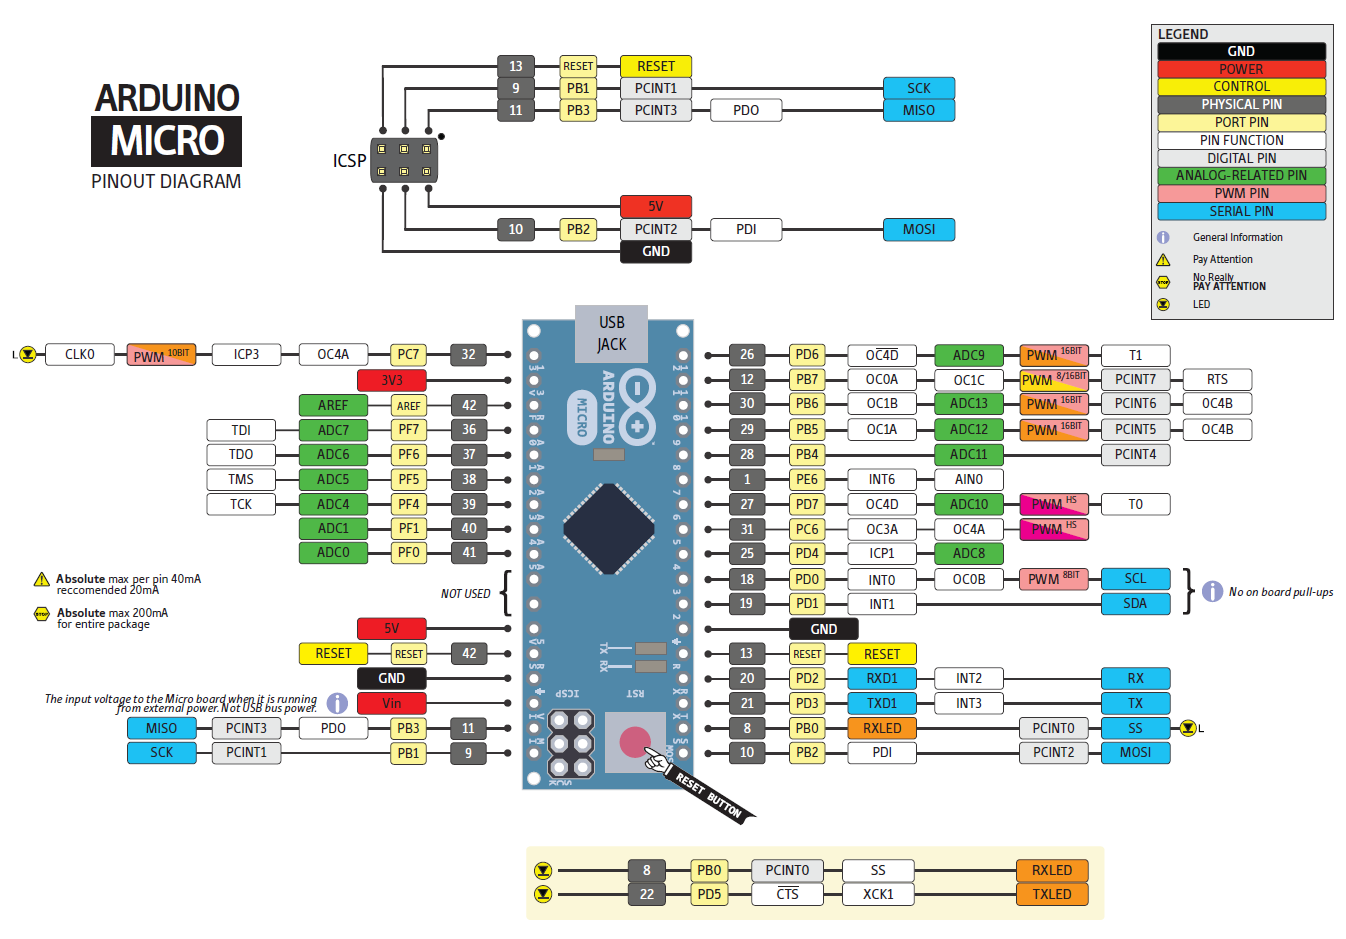 ARDUINO
MICRO
PINOUT DIAGRAM
13 RESET RESET
9 PB1 PCINT1 SCK
11 PB3 PCINT3 PDO MISO
ICSP
5V
10 PB2 PCINT2 PDI MOSI
GND
LEGEND
GND
POWER
CONTROL
PHYSICAL PIN
PORT PIN
PIN FUNCTION
DIGITAL PIN
ANALOG-RELATED PIN
PWM PIN
SERIAL PIN
General Information
Pay Attention
No Really
PAY ATTENTION
LED
L CLK0 PWM 10BIT ICP3 OC4A PC7 32
3V3
AREF AREF 42
TDI ADC7 PF7 36
TDO ADC6 PF6 37
TMS ADC5 PF5 38
TCK ADC4 PF4 39
ADC1 PF1 40
ADC0 PF0 41
Absolute max per pin 40mA
reccomended 20mA
Absolute max 200mA
for entire package
NOT USED
5V
RESET RESET 42
GND
The input voltage to the Micro board when it is running
from external power. Not USB bus power.
Vin
MISO PCINT3 PDO PB3 11
SCK PCINT1 PB1 9
USB
JACK
ARDUINO
MICRO
TX
RX
ICSP
RST
RESET BUTTON
26 PD6 OC4D ADC9 PWM 16BIT T1
12 PB7 OC0A OC1C PWM 8/16BIT PCINT7 RTS
30 PB6 OC1B ADC13 PWM 16BIT PCINT6 OC4B
29 PB5 OC1A ADC12 PWM 16BIT PCINT5 OC4B
28 PB4 ADC11 PCINT4
1 PE6 INT6 AIN0
27 PD7 OC4D ADC10 PWM HS T0
31 PC6 OC3A OC4A PWM HS
25 PD4 ICP1 ADC8
18 PD0 INT0 OC0B PWM 8BIT SCL
19 PD1 INT1 SDA
No on board pull-ups
GND
13 RESET RESET
20 PD2 RXD1 INT2 RX
21 PD3 TXD1 INT3 TX
8 PB0 RXLED PCINT0 SS L
10 PB2 PDI PCINT2 MOSI
8 PB0 PCINT0 SS RXLED
22 PD5 CTS XCK1 TXLED